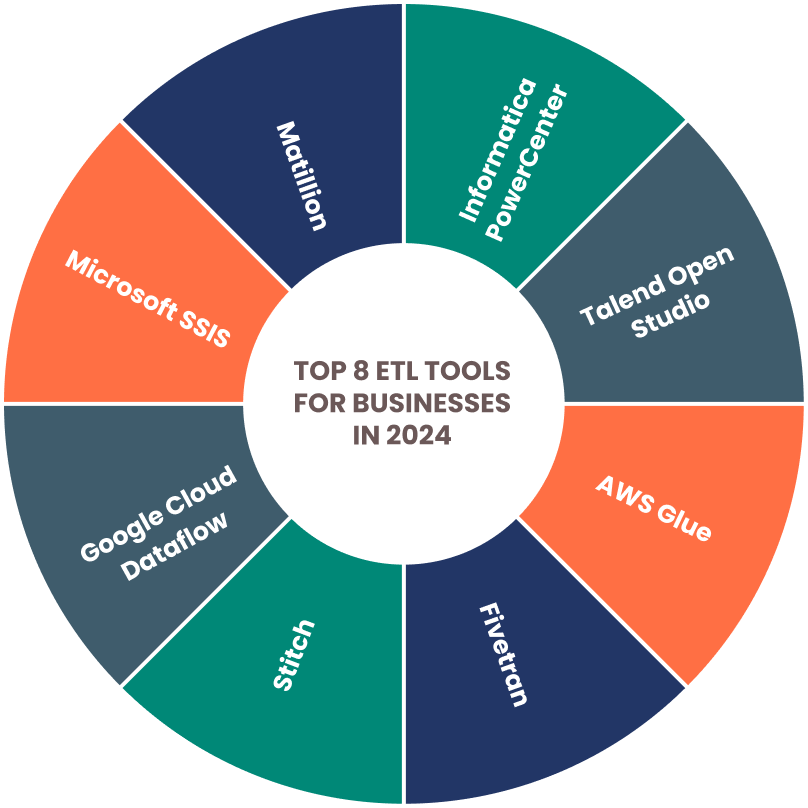 TOP 8 ETL TOOLS
FOR BUSINESSES
IN 2024
Informatica
PowerCenter
Talend Open
Studio
AWS Glue
Fivetran
Stitch
Google Cloud
Dataflow
Microsoft SSIS
Matillion